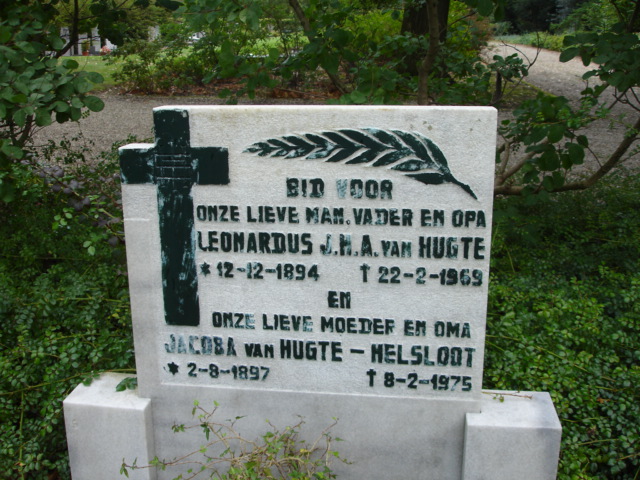 BID VOOR
ONZE LIEVE MAN. VADER EN OPA
LEONARDUS J.H.A. VAN HUGTE
* 12-12-1894 † 22-2-1969
EN
ONZE LIEVE MOEDER EN OMA
JACOBA VAN HUGTE - HELSLOOT
* 2-8-1897 † 8-2-1975